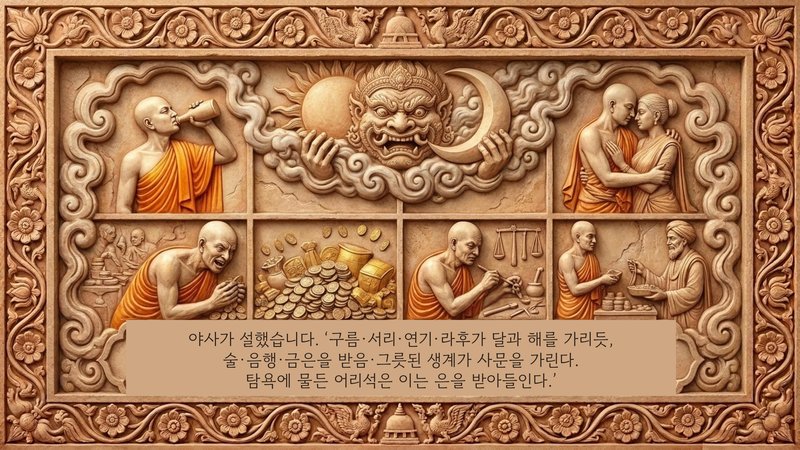 야사가 설했습니다. ‘구름·서리·연기·라후가 달과 해를 가리듯,
술·음행·금은을 받음·그릇된 생계가 사문을 가린다.
탐욕에 물든 어리석은 이는 은을 받아들인다.’